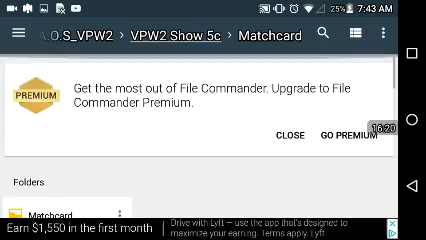 25% 7:43 AM
A.O.S_VPW2 > VPW2 Show 5c > Matchcard
PREMIUM
Get the most out of File Commander. Upgrade to File
Commander Premium.
CLOSE GO PREMIUM
16:20
Folders
Matchcard
Earn $1,550 in the first month
Drive with Lyft — use the app that's designed to
maximize your earning. Terms apply. Lyft